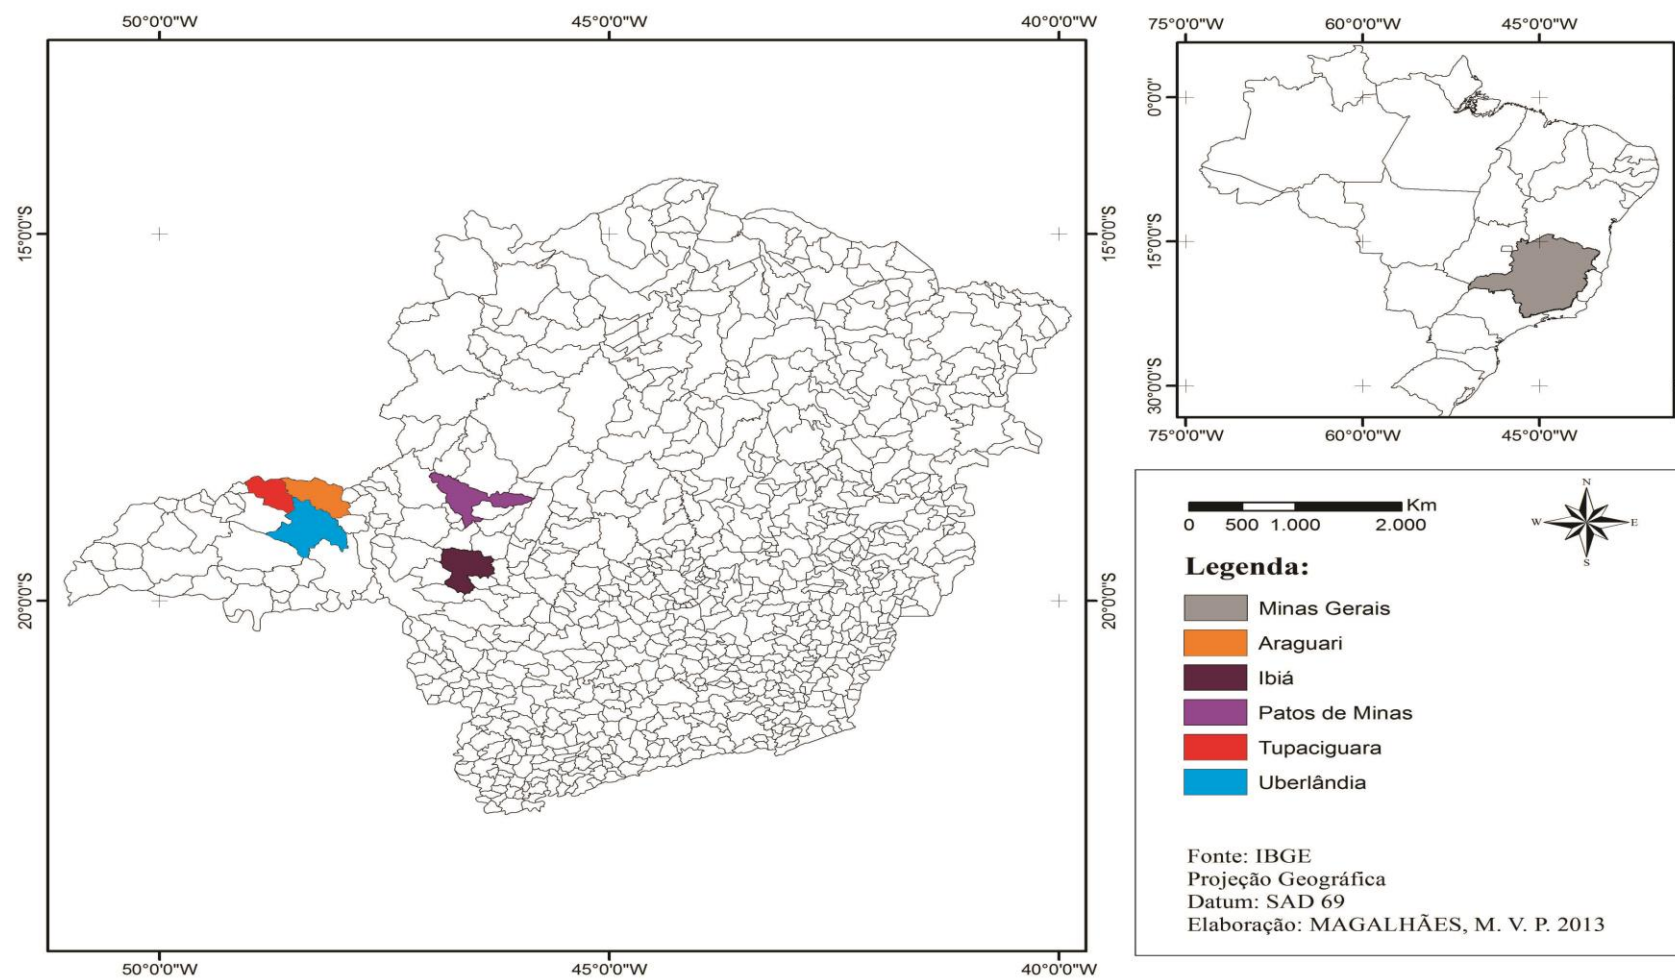 50°0'0"W
45°0'0"W
40°0'0"W
15°0'0"S
15°0'0"S
20°0'0"S
20°0'0"S
50°0'0"W
45°0'0"W
40°0'0"W
75°0'0"W
60°0'0"W
45°0'0"W
0°0'0"
15°0'0"S
30°0'0"S
75°0'0"W
60°0'0"W
45°0'0"W
Km
0 500 1.000 2.000
N
W E
S
Legenda:
Minas Gerais
Araguari
Ibiá
Patos de Minas
Tupaciguara
Uberlândia
Fonte: IBGE
Projeção Geográfica
Datum: SAD 69
Elaboração: MAGALHÃES, M. V. P. 2013